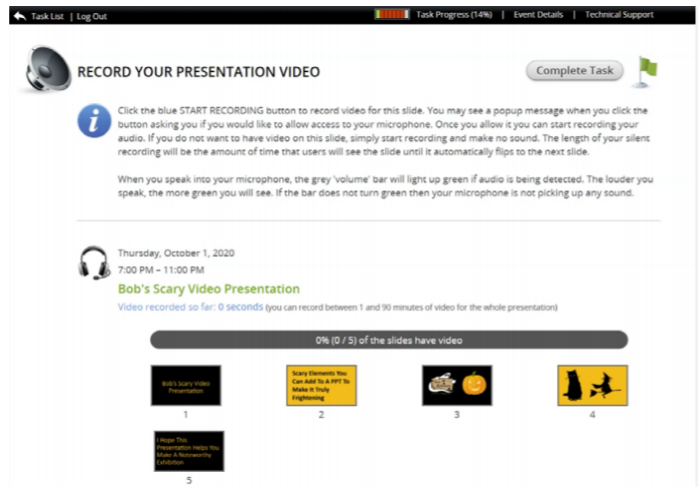 Task List | Log Out
Task Progress (14%) | Event Details | Technical Support
RECORD YOUR PRESENTATION VIDEO
Complete Task
Click the blue START RECORDING button to record video for this slide. You may see a popup message when you click the
button asking you if you would like to allow access to your microphone. Once you allow it you can start recording your
audio. If you do not want to have video on this slide, simply start recording and make no sound. The length of your silent
recording will be the amount of time that users will see the slide until it automatically flips to the next slide.
When you speak into your microphone, the grey 'volume' bar will light up green if audio is being detected. The louder you
speak, the more green you will see. If the bar does not turn green then your microphone is not picking up any sound.
Thursday, October 1, 2020
7:00 PM – 11:00 PM
Bob's Scary Video Presentation
Video recorded so far: 0 seconds (you can record between 1 and 90 minutes of video for the whole presentation)
0% (0 / 5) of the slides have video
Bob's Scary Video
Presentation
1
Scary Elements You
Can Add To A PPT To
Make It Truly
Frightening
2
3
4
I Hope This
Presentation Helps You
Make A Noteworthy
Exhibition
5